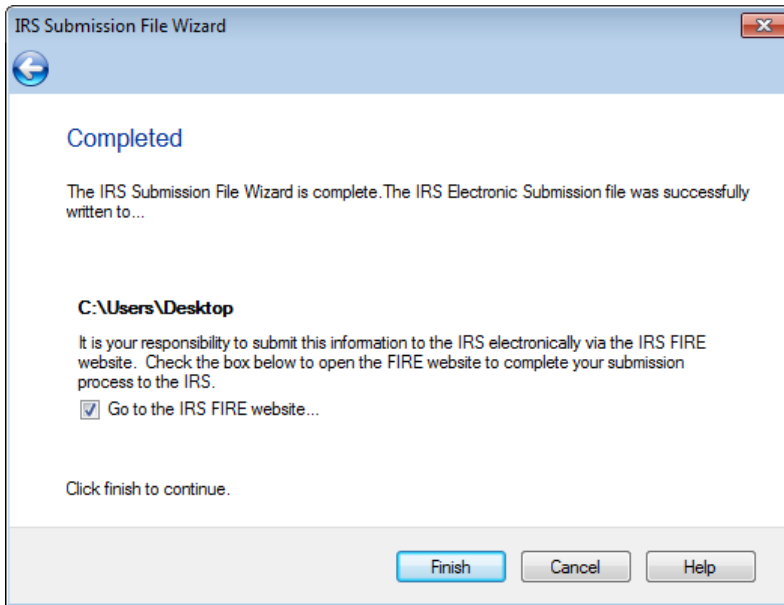 IRS Submission File Wizard
Completed
The IRS Submission File Wizard is complete.The IRS Electronic Submission file was successfully
written to...
C:\Users\Desktop
It is your responsibility to submit this information to the IRS electronically via the IRS FIRE
website.  Check the box below to open the FIRE website to complete your submission
process to the IRS.
Go to the IRS FIRE website...
Click finish to continue.
Finish Cancel Help